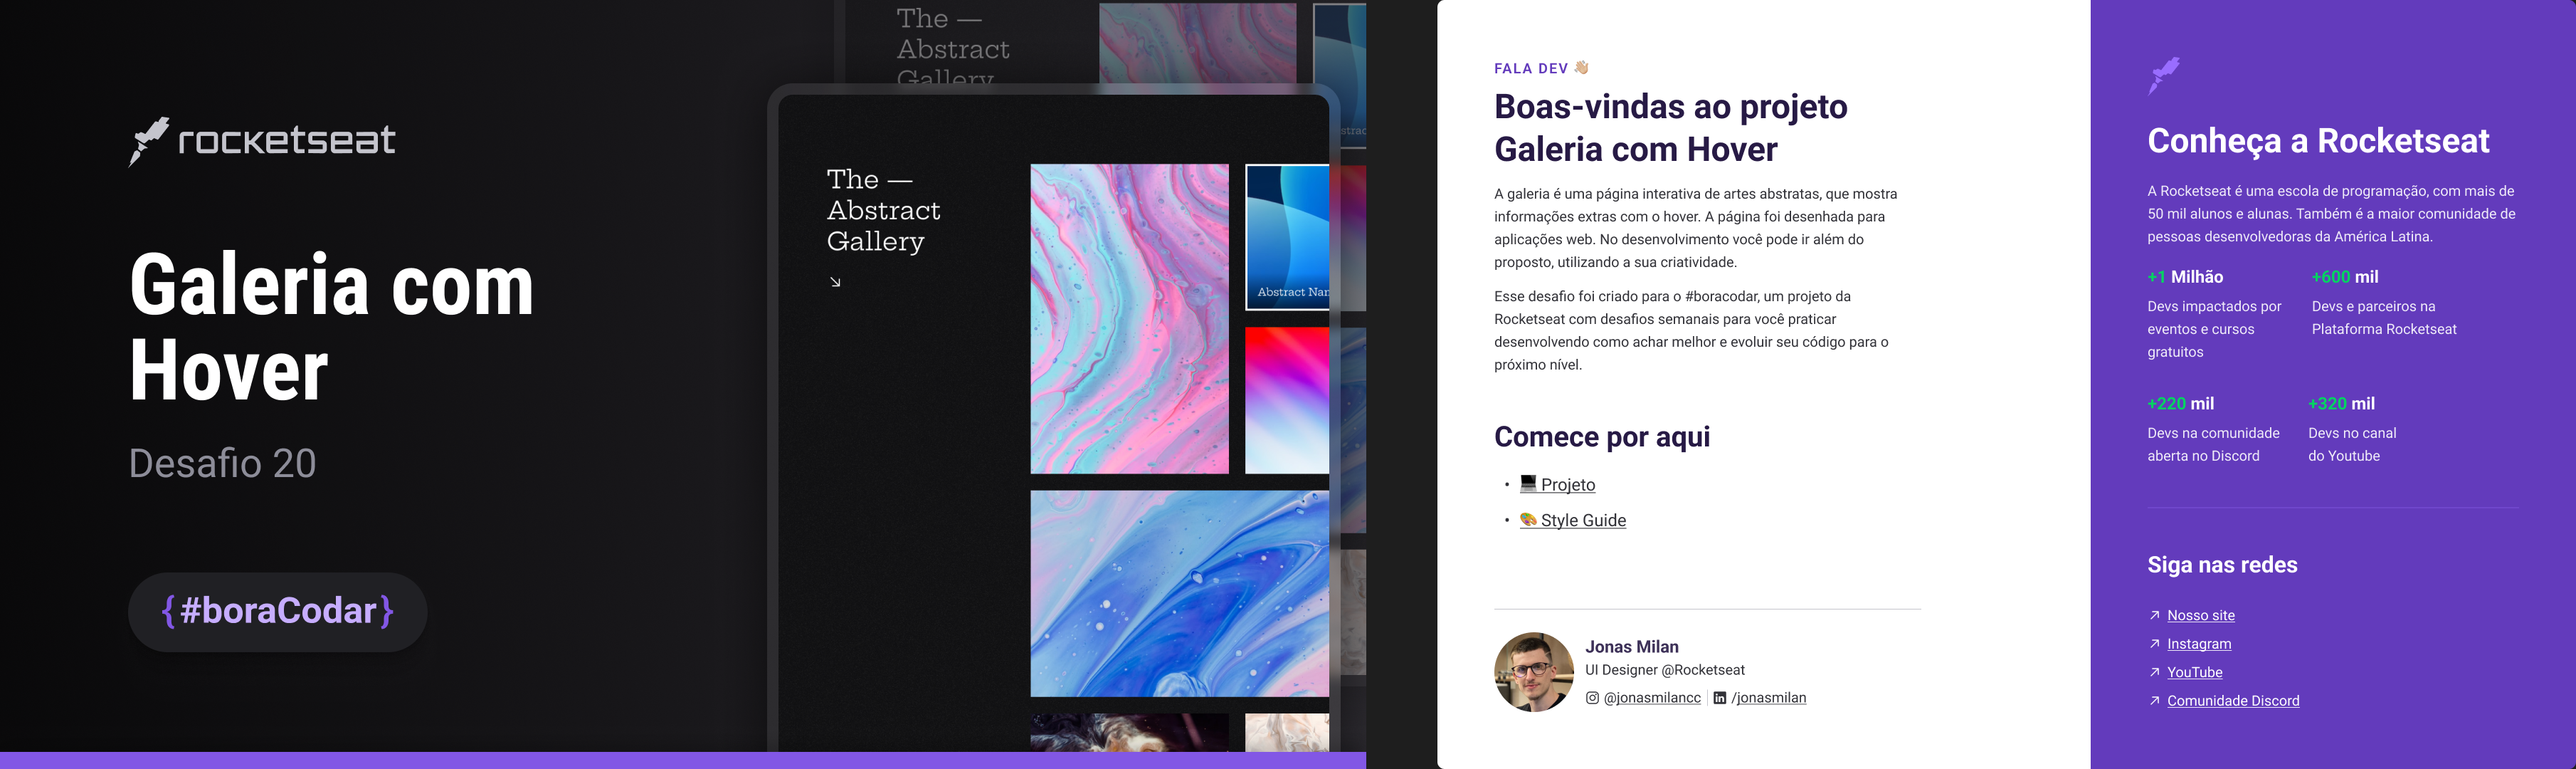 rocketseat
Galeria com
Hover
Desafio 20
{#boraCodar}
The —
Abstract
Gallery
The —
Abstract
Gallery
Abstract Nar
FALA DEV 👋🏼
Boas-vindas ao projeto
Galeria com Hover
A galeria é uma página interativa de artes abstratas, que mostra
informações extras com o hover. A página foi desenhada para
aplicações web. No desenvolvimento você pode ir além do
proposto, utilizando a sua criatividade.
Esse desafio foi criado para o #boracodar, um projeto da
Rocketseat com desafios semanais para você praticar
desenvolvendo como achar melhor e evoluir seu código para o
próximo nível.
Comece por aqui
• 💻 Projeto
• 🎨 Style Guide
Jonas Milan
UI Designer @Rocketseat
@jonasmilancc | /jonasmilan
Conheça a Rocketseat
A Rocketseat é uma escola de programação, com mais de
50 mil alunos e alunas. Também é a maior comunidade de
pessoas desenvolvedoras da América Latina.
+1 Milhão
Devs impactados por
eventos e cursos
gratuitos
+600 mil
Devs e parceiros na
Plataforma Rocketseat
+220 mil
Devs na comunidade
aberta no Discord
+320 mil
Devs no canal
do Youtube
Siga nas redes
↗ Nosso site
↗ Instagram
↗ YouTube
↗ Comunidade Discord